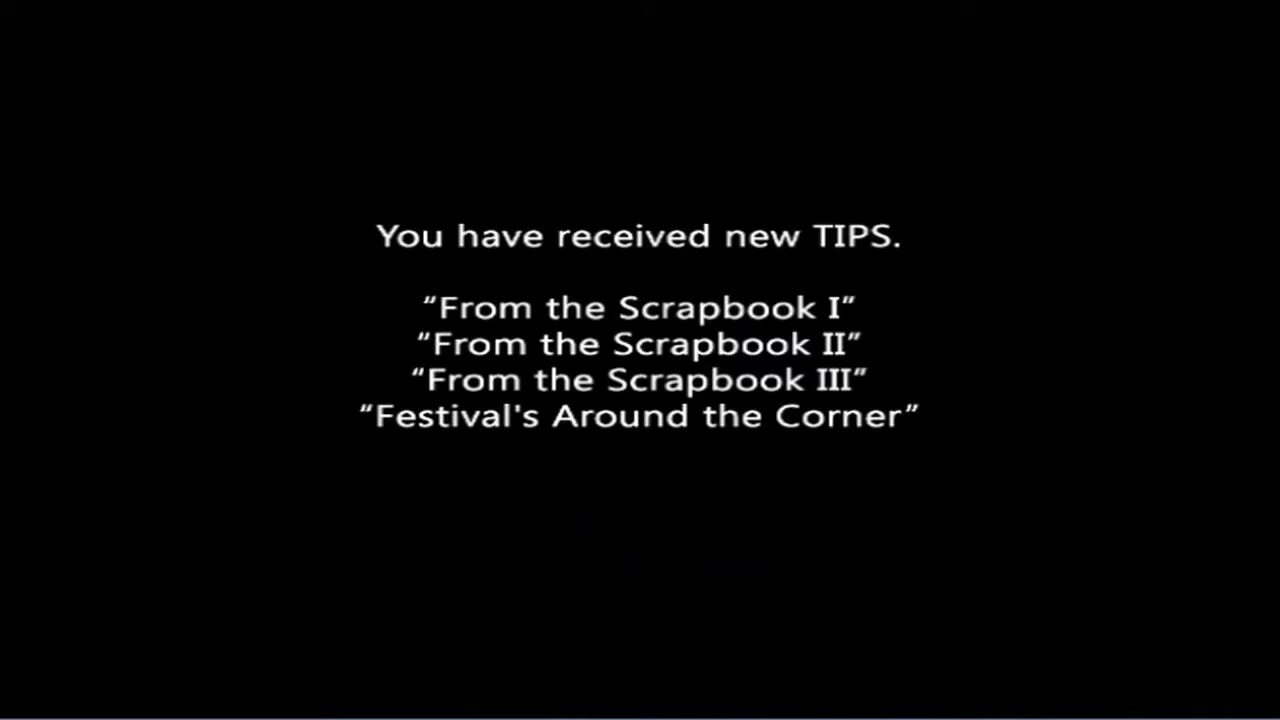 You have received new TIPS.
“From the Scrapbook I”
“From the Scrapbook II”
“From the Scrapbook III”
“Festival's Around the Corner”